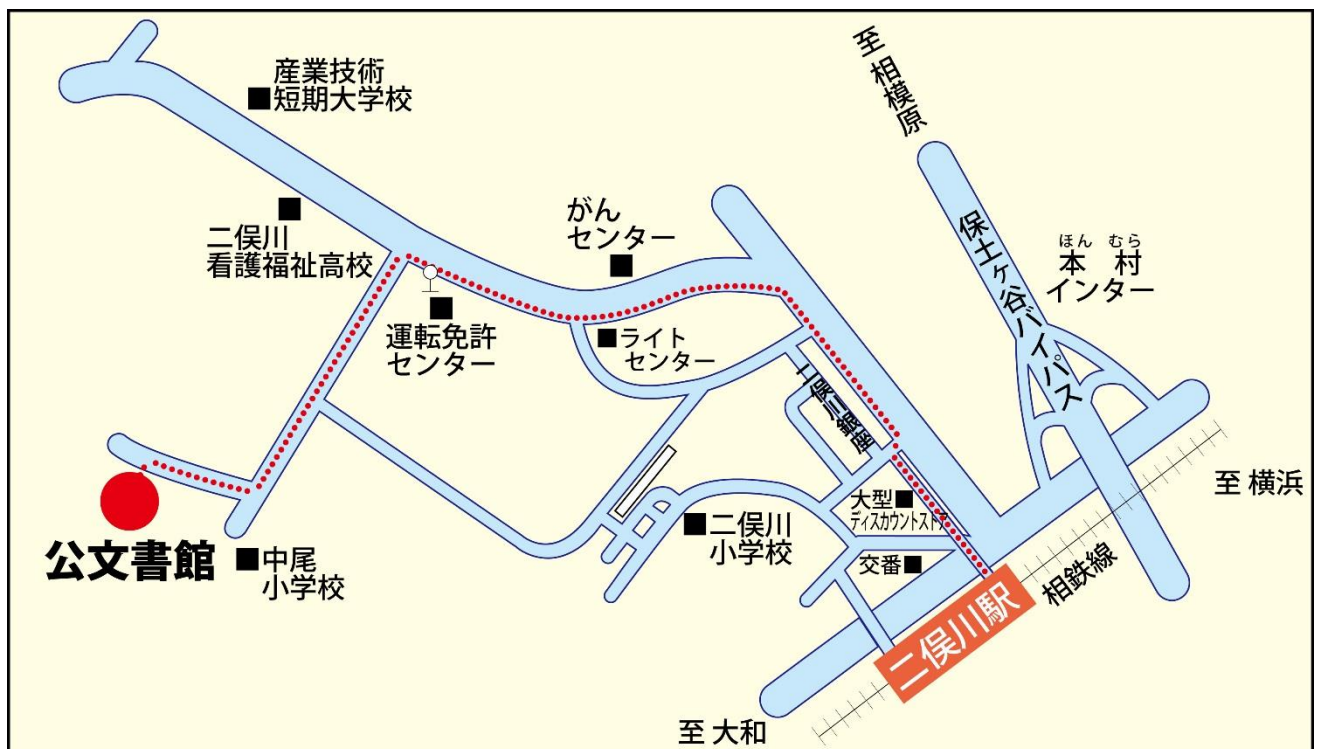 至 相模原
産業技術
短期大学校
二俣川
看護福祉高校
がん
センター
保土ヶ谷バイパス
ほん むら
本 村
インター
運転免許
センター
ライト
センター
二俣川銀座
至 横浜
大型
ディスカウントストア
二俣川
小学校
公文書館
中尾
小学校
交番
相鉄線
二俣川駅
至 大和